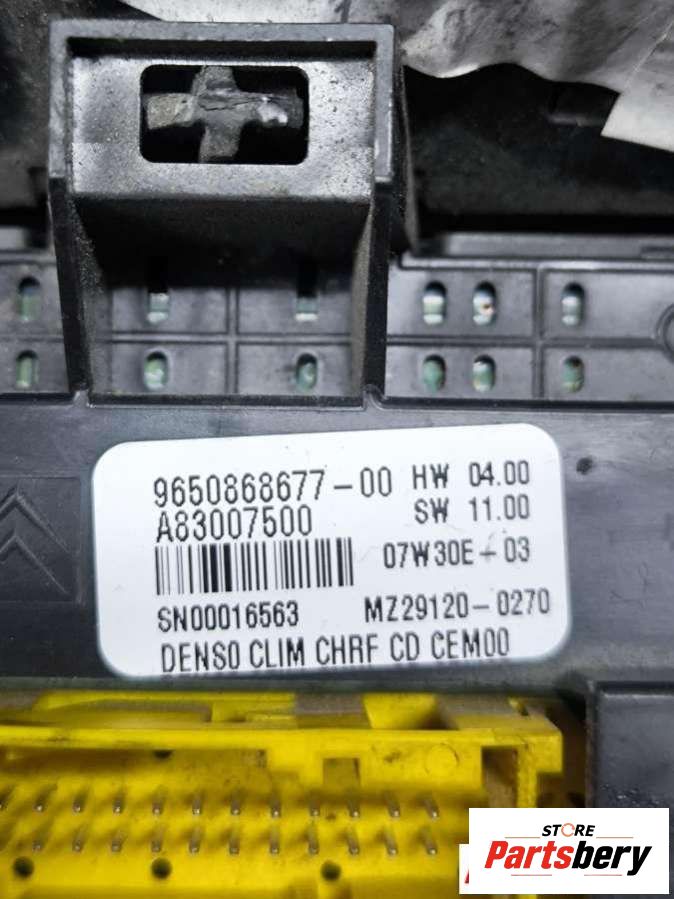 9650868677-00 HW 04.00
A83007500 SW 11.00
07W30E-03
SN00016563 MZ29120-0270
DENSO CLIM CHRF CD CEM00
STORE
Partsbery